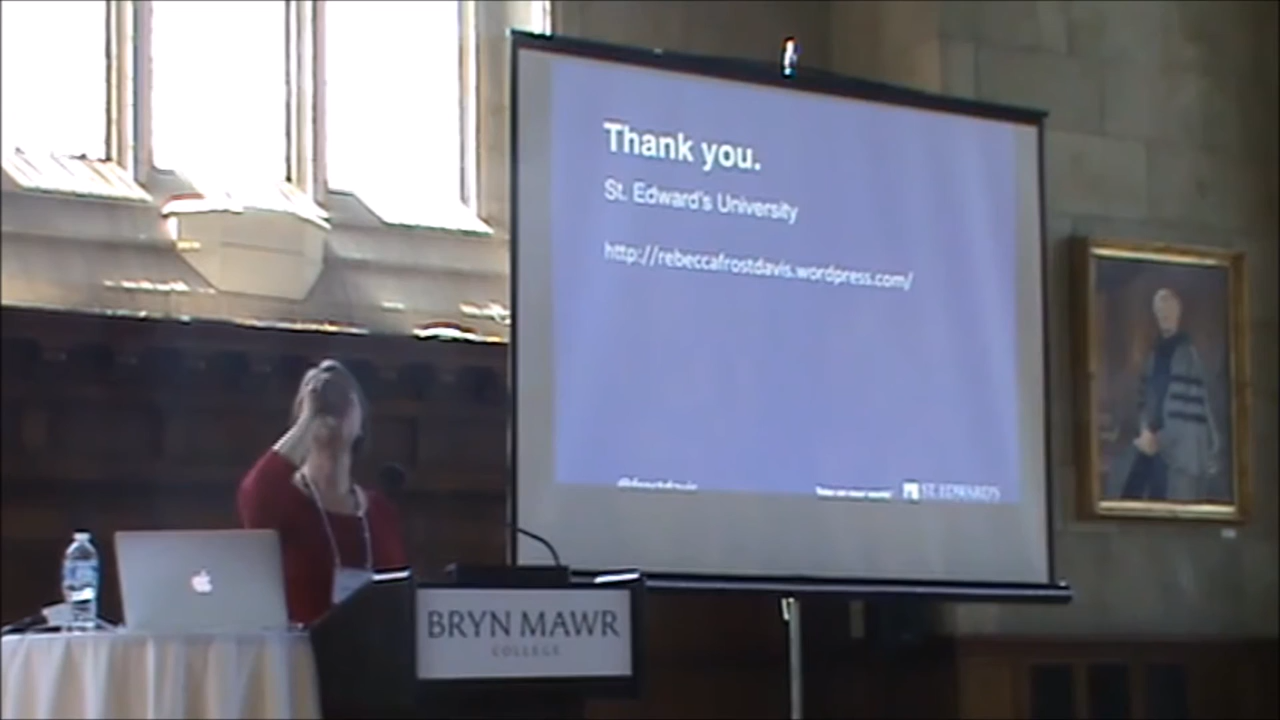 Thank you.
St. Edward's University
http://rebeccafrostdavis.wordpress.com/
ST. EDWARD'S
BRYN MAWR
COLLEGE